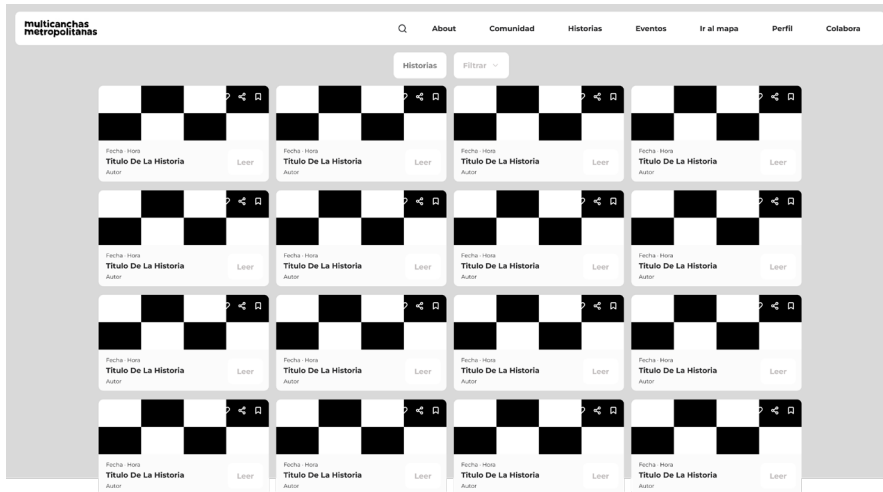 multicanchas
metropolitanas
About Comunidad Historias Eventos Ir al mapa Perfil Colabora
Historias Filtrar
Fecha · Hora Fecha · Hora Fecha · Hora Fecha · Hora
Titulo De La Historia Leer Titulo De La Historia Leer Titulo De La Historia Leer Titulo De La Historia Leer
Autor Autor Autor Autor
Fecha · Hora Fecha · Hora Fecha · Hora Fecha · Hora
Titulo De La Historia Leer Titulo De La Historia Leer Titulo De La Historia Leer Titulo De La Historia Leer
Autor Autor Autor Autor
Fecha · Hora Fecha · Hora Fecha · Hora Fecha · Hora
Titulo De La Historia Leer Titulo De La Historia Leer Titulo De La Historia Leer Titulo De La Historia Leer
Autor Autor Autor Autor
Fecha · Hora Fecha · Hora Fecha · Hora Fecha · Hora
Titulo De La Historia Leer Titulo De La Historia Leer Titulo De La Historia Leer Titulo De La Historia Leer
Autor Autor Autor Autor